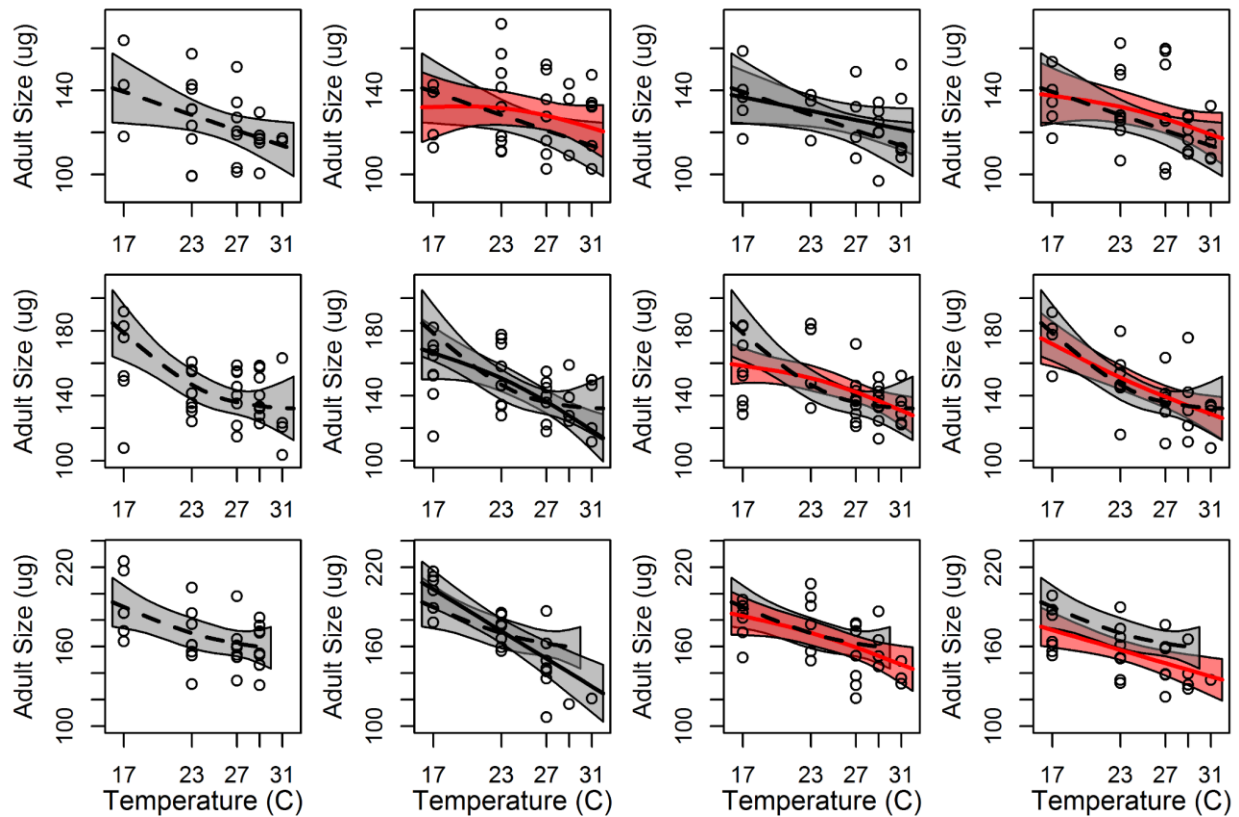 Adult Size (ug) Adult Size (ug) Adult Size (ug) Adult Size (ug)
140 140 140 140
100 100 100 100
17 23 27 31 17 23 27 31 17 23 27 31 17 23 27 31
Adult Size (ug) Adult Size (ug) Adult Size (ug) Adult Size (ug)
180 180 180 180
140 140 140 140
100 100 100 100
17 23 27 31 17 23 27 31 17 23 27 31 17 23 27 31
Adult Size (ug) Adult Size (ug) Adult Size (ug) Adult Size (ug)
220 220 220 220
160 160 160 160
100 100 100 100
17 23 27 31 17 23 27 31 17 23 27 31 17 23 27 31
Temperature (C) Temperature (C) Temperature (C) Temperature (C)